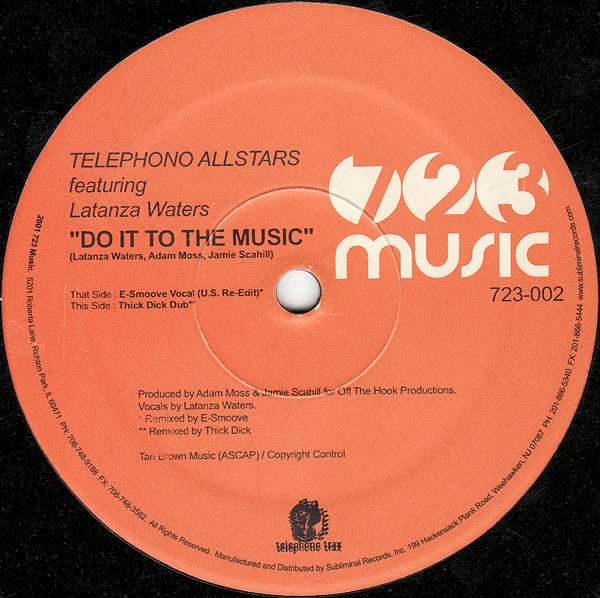 TELEPHONO ALLSTARS
featuring
Latanza Waters
"DO IT TO THE MUSIC"
(Latanza Waters, Adam Moss, Jamie Scahill)
723
music
723-002
That Side : E-Smoove Vocal (U.S. Re-Edit)*
This Side : Thick Dick Dub**
Produced by Adam Moss & Jamie Scahill for Off The Hook Productions.
Vocals by Latanza Waters.
* Remixed by E-Smoove
** Remixed by Thick Dick
Tan Brown Music (ASCAP) / Copyright Control
telephono trax
2001 723 Music  5201 Roberta Lane, Richton Park, IL 60471  PH: 708-748-9198  FX: 708-748-3562  All Rights Reserved.  Manufactured and Distributed by Subliminal Records, Inc. 199 Hackensack Plank Road, Weehawken, NJ 07087  PH: 201-866-5340  FX: 201-866-5444  www.subliminalrecords.com